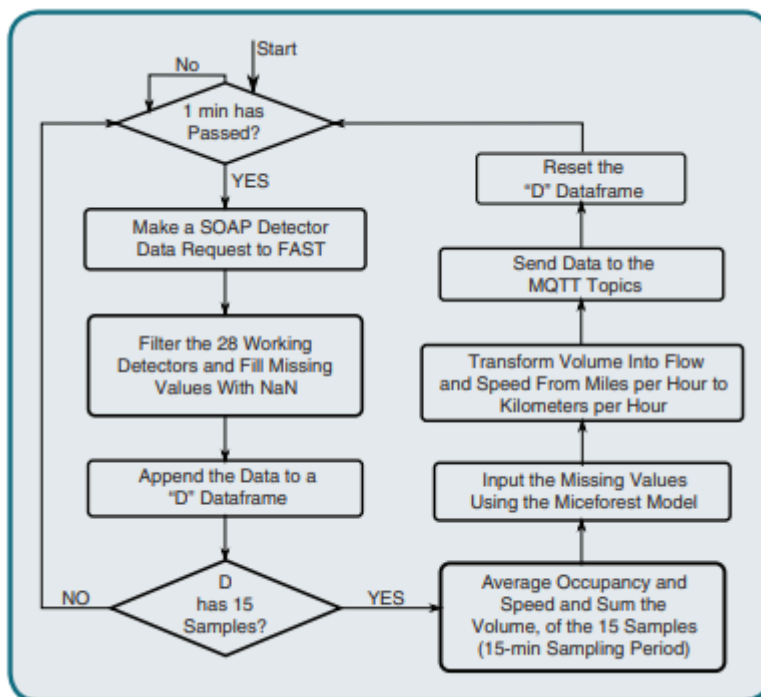 Start
No
1 min has
Passed?
YES
Make a SOAP Detector
Data Request to FAST
Filter the 28 Working
Detectors and Fill Missing
Values With NaN
Append the Data to a
“D” Dataframe
D
has 15
Samples?
NO
YES
Average Occupancy and
Speed and Sum the
Volume, of the 15 Samples
(15-min Sampling Period)
Input the Missing Values
Using the Miceforest Model
Transform Volume Into Flow
and Speed From Miles per Hour to
Kilometers per Hour
Send Data to the
MQTT Topics
Reset the
“D” Dataframe